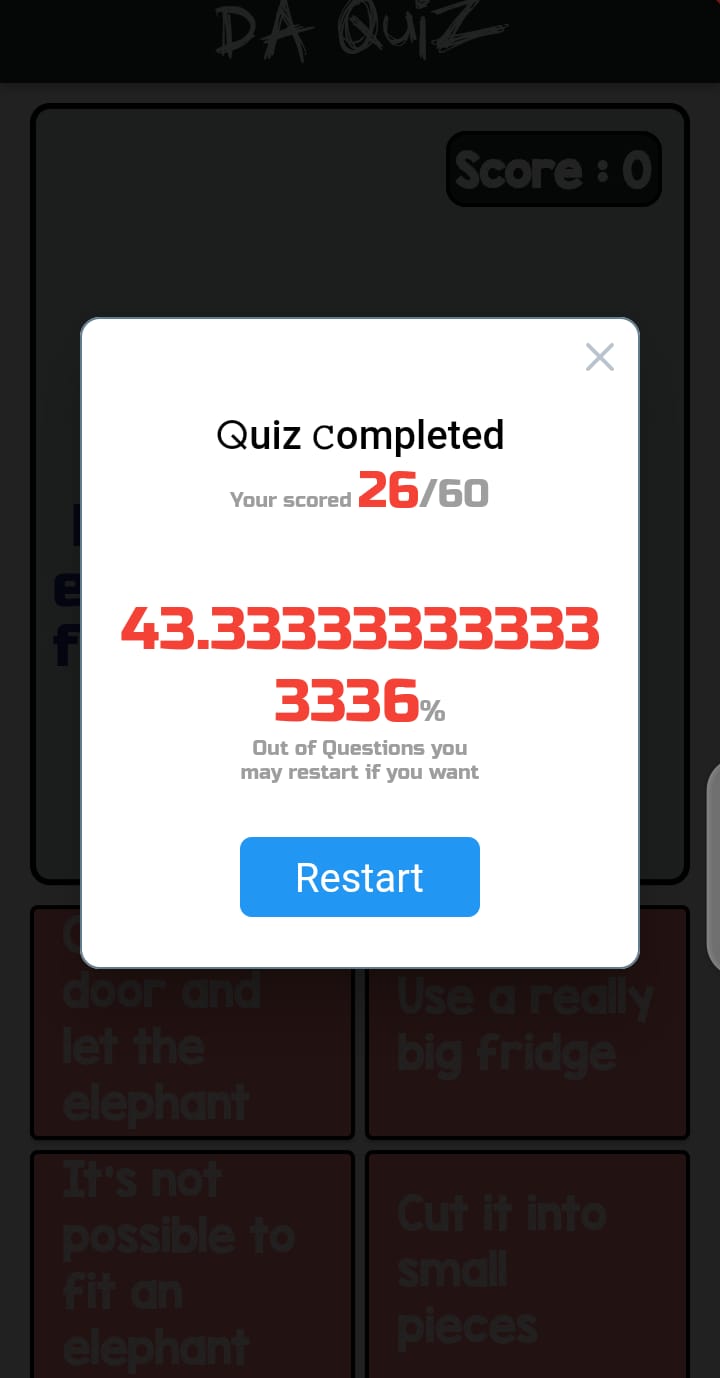 DA QUIZ
Score : 0
Quiz Completed
Your scored 26/60
43.33333333333
3336%
Out of Questions you
may restart if you want
Restart
door and
let the
elephant
Use a really
big fridge
It's not
possible to
fit an
elephant
Cut it into
small
pieces